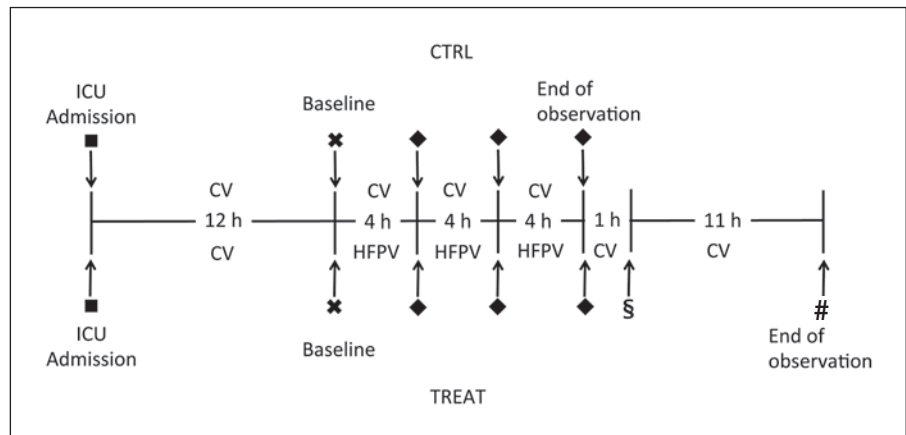 CTRL
ICU
Admission
Baseline
End of
observation
CV
CV
CV
CV
12 h
4 h
4 h
4 h
1 h
11 h
CV
HFPV
HFPV
HFPV
CV
CV
§
#
ICU
Admission
Baseline
End of
observation
TREAT